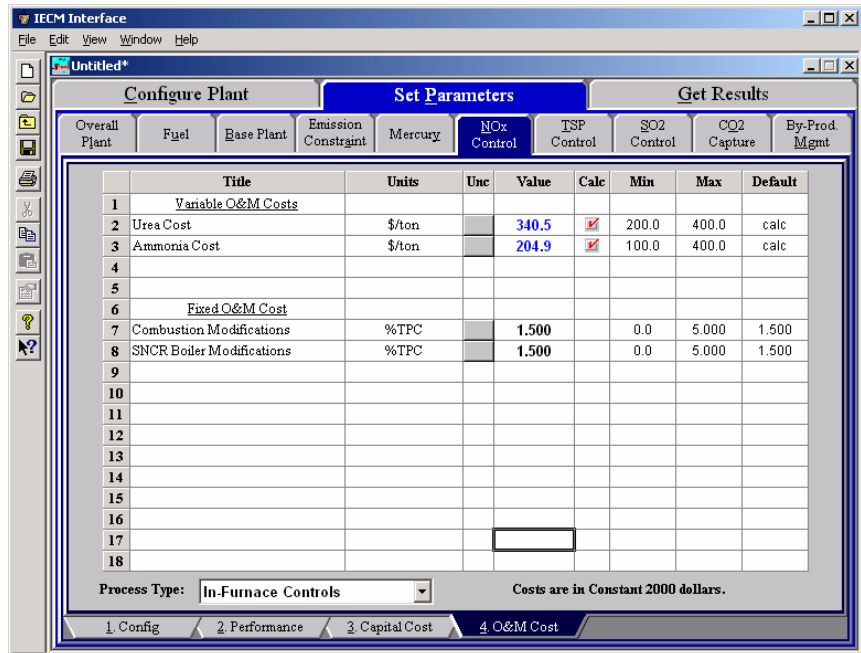 IECM Interface
File Edit View Window Help
Untitled*
Configure Plant Set Parameters Get Results
Overall Plant Fuel Base Plant Emission Constraint Mercury NOx Control TSP Control SO2 Control CO2 Capture By-Prod. Mgmt
Title Units Unc Value Calc Min Max Default
1 Variable O&M Costs
2 Urea Cost $/ton 340.5 200.0 400.0 calc
3 Ammonia Cost $/ton 204.9 100.0 400.0 calc
4
5
6 Fixed O&M Cost
7 Combustion Modifications %TPC 1.500 0.0 5.000 1.500
8 SNCR Boiler Modifications %TPC 1.500 0.0 5.000 1.500
9
10
11
12
13
14
15
16
17
18
Process Type: In-Furnace Controls Costs are in Constant 2000 dollars.
1. Config 2. Performance 3. Capital Cost 4. O&M Cost